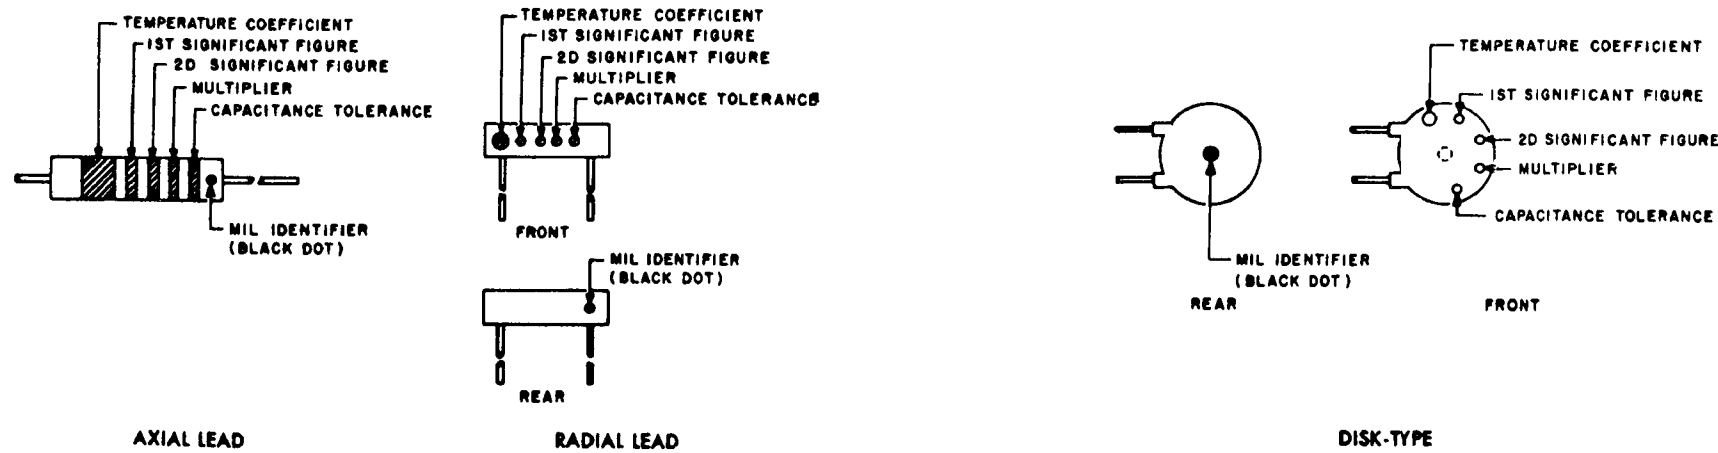 TEMPERATURE COEFFICIENT
1ST SIGNIFICANT FIGURE
2D SIGNIFICANT FIGURE
MULTIPLIER
CAPACITANCE TOLERANCE
MIL IDENTIFIER
(BLACK DOT)
AXIAL LEAD
TEMPERATURE COEFFICIENT
1ST SIGNIFICANT FIGURE
2D SIGNIFICANT FIGURE
MULTIPLIER
CAPACITANCE TOLERANCE
FRONT
MIL IDENTIFIER
(BLACK DOT)
REAR
RADIAL LEAD
MIL IDENTIFIER
(BLACK DOT)
REAR
TEMPERATURE COEFFICIENT
1ST SIGNIFICANT FIGURE
2D SIGNIFICANT FIGURE
MULTIPLIER
CAPACITANCE TOLERANCE
FRONT
DISK-TYPE